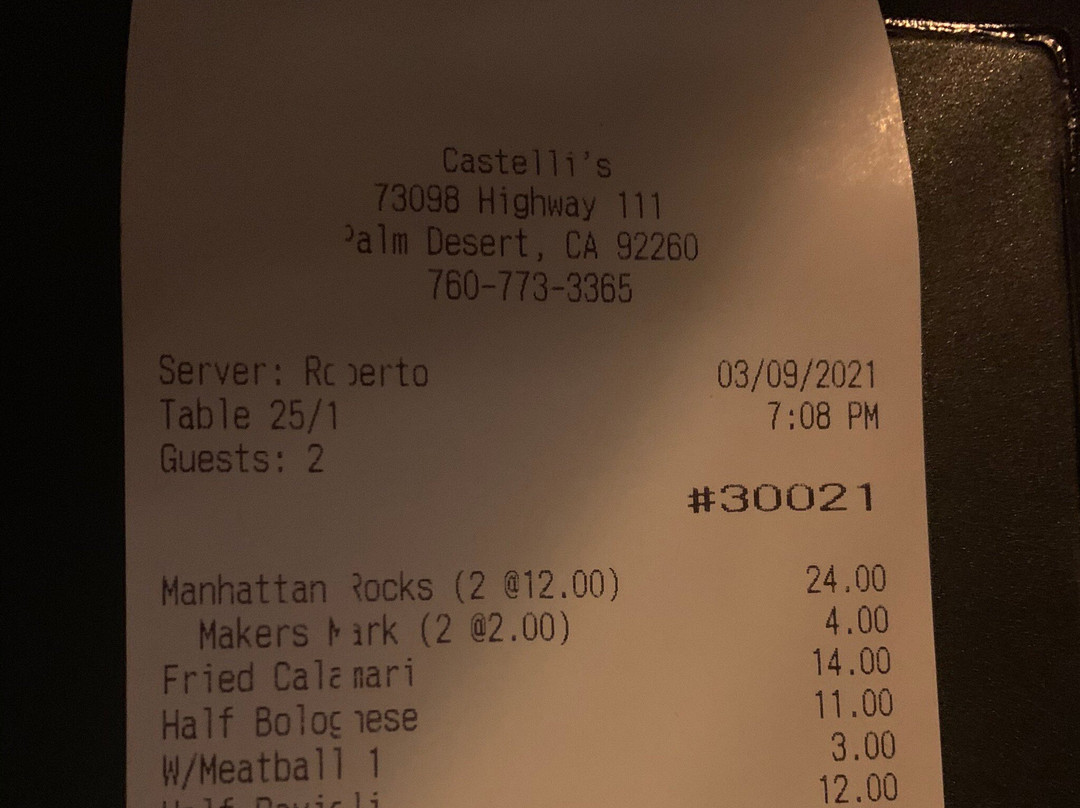 Castelli's
73098 Highway 111
Palm Desert, CA 92260
760-773-3365
Server: Roberto 03/09/2021
Table 25/1 7:08 PM
Guests: 2
#30021
Manhattan Rocks (2 @12.00) 24.00
Makers Mark (2 @2.00) 4.00
Fried Calamari 14.00
Half Bolognese 11.00
W/Meatball 1 3.00
Half Ravioli 12.00